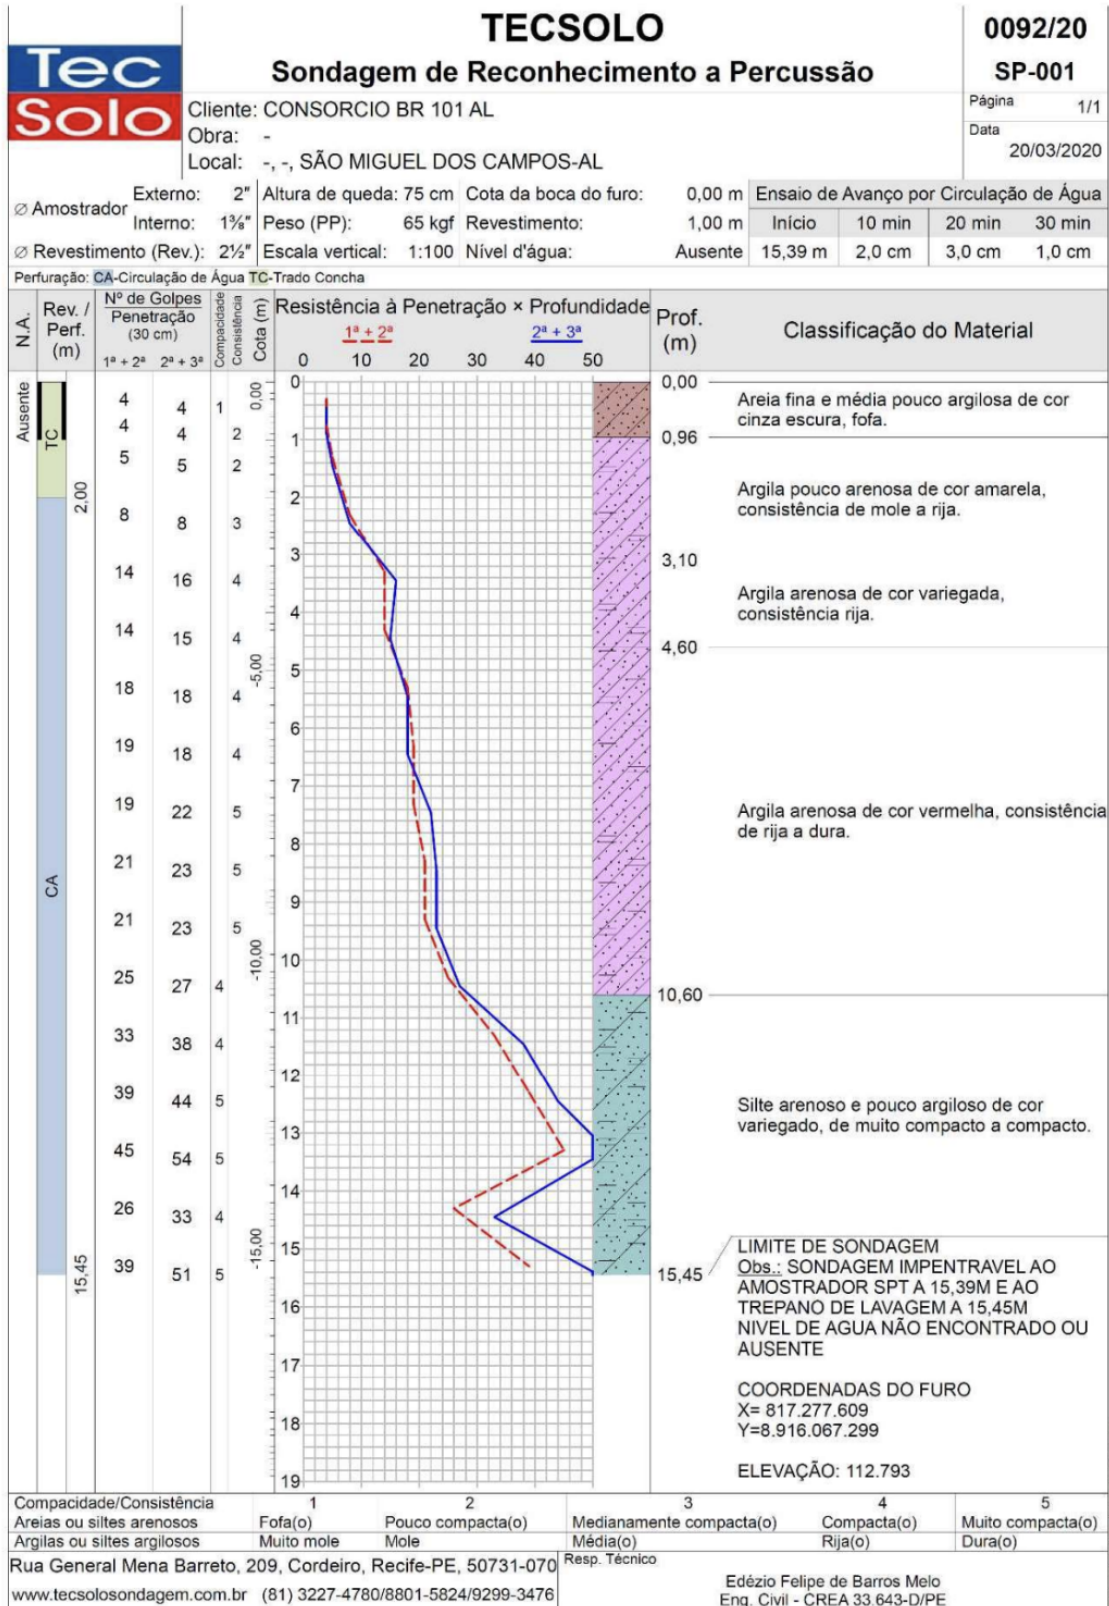 Tec
Solo
TECSOLO
Sondagem de Reconhecimento a Percussão
0092/20
SP-001
Cliente: CONSORCIO BR 101 AL
Obra: -
Local: -, -, SÃO MIGUEL DOS CAMPOS-AL
Página 1/1
Data
20/03/2020
Ø Amostrador Externo: 2"
Interno: 1⅜"
Ø Revestimento (Rev.): 2½"
Altura de queda: 75 cm
Peso (PP): 65 kgf
Escala vertical: 1:100
Cota da boca do furo: 0,00 m
Revestimento: 1,00 m
Nível d'água: Ausente
Ensaio de Avanço por Circulação de Água
Início 10 min 20 min 30 min
15,39 m 2,0 cm 3,0 cm 1,0 cm
Perfuração: CA-Circulação de Água TC-Trado Concha
N.A.
Rev. /
Perf.
(m)
Nº de Golpes
Penetração
(30 cm)
1ª + 2ª 2ª + 3ª
Compacidade
Consistência
Cota (m)
Resistência à Penetração × Profundidade
1ª + 2ª 2ª + 3ª
0 10 20 30 40 50
Prof.
(m)
Classificação do Material
Ausente
TC
2,00
CA
15,45
4 4 1
4 4 2
5 5 2
8 8 3
14 16 4
14 15 4
18 18 4
19 18 4
19 22 5
21 23 5
21 23 5
25 27 4
33 38 4
39 44 5
45 54 5
26 33 4
39 51 5
0,00
-5,00
-10,00
-15,00
0
1
2
3
4
5
6
7
8
9
10
11
12
13
14
15
16
17
18
19
0,00
Areia fina e média pouco argilosa de cor
cinza escura, fofa.
0,96
Argila pouco arenosa de cor amarela,
consistência de mole a rija.
3,10
Argila arenosa de cor variegada,
consistência rija.
4,60
Argila arenosa de cor vermelha, consistência
de rija a dura.
10,60
Silte arenoso e pouco argiloso de cor
variegado, de muito compacto a compacto.
15,45
LIMITE DE SONDAGEM
Obs.: SONDAGEM IMPENTRAVEL AO
AMOSTRADOR SPT A 15,39M E AO
TREPANO DE LAVAGEM A 15,45M
NIVEL DE AGUA NÃO ENCONTRADO OU
AUSENTE
COORDENADAS DO FURO
X= 817.277.609
Y=8.916.067.299
ELEVAÇÃO: 112.793
Compacidade/Consistência 1 2 3 4 5
Areias ou siltes arenosos Fofa(o) Pouco compacta(o) Medianamente compacta(o) Compacta(o) Muito compacta(o)
Argilas ou siltes argilosos Muito mole Mole Média(o) Rija(o) Dura(o)
Rua General Mena Barreto, 209, Cordeiro, Recife-PE, 50731-070
www.tecsolosondagem.com.br (81) 3227-4780/8801-5824/9299-3476
Resp. Técnico
Edézio Felipe de Barros Melo
Eng. Civil - CREA 33.643-D/PE